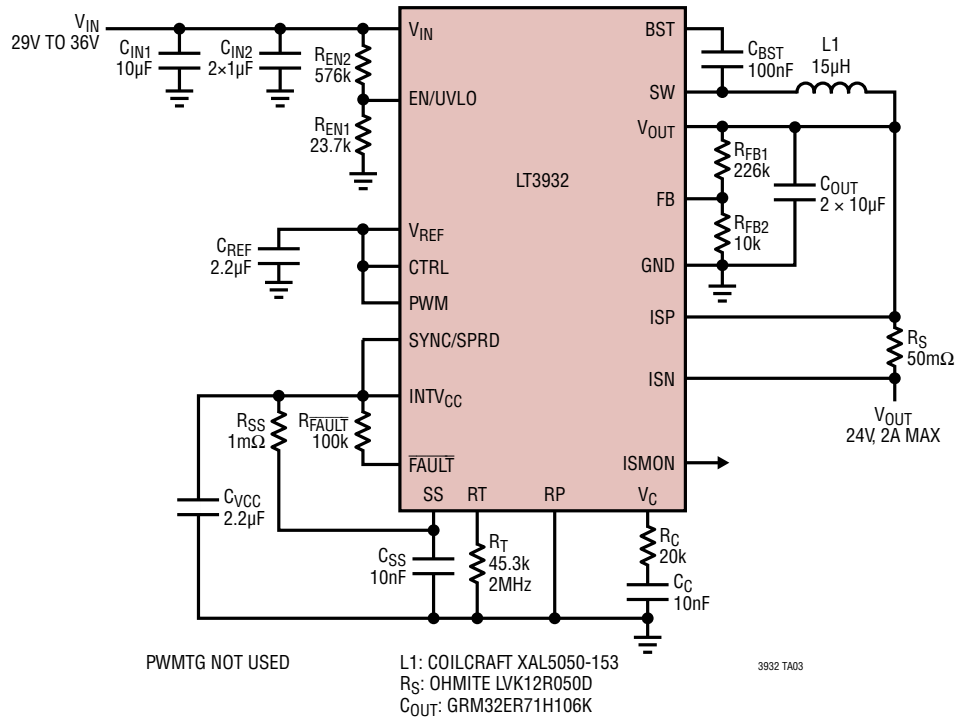 VIN
29V TO 36V
CIN1
10µF
CIN2
2×1µF
REN2
576k
REN1
23.7k
CREF
2.2µF
VIN
EN/UVLO
VREF
CTRL
PWM
SYNC/SPRD
INTVCC
FAULT
LT3932
BST
SW
VOUT
FB
GND
ISP
ISN
ISMON
SS
RT
RP
VC
CBST
100nF
L1
15µH
RFB1
226k
RFB2
10k
COUT
2 × 10µF
RS
50mΩ
VOUT
24V, 2A MAX
RSS
1mΩ
RFAULT
100k
CVCC
2.2µF
CSS
10nF
RT
45.3k
2MHz
RC
20k
CC
10nF
PWMTG NOT USED
L1: COILCRAFT XAL5050-153
RS: OHMITE LVK12R050D
COUT: GRM32ER71H106K
3932 TA03